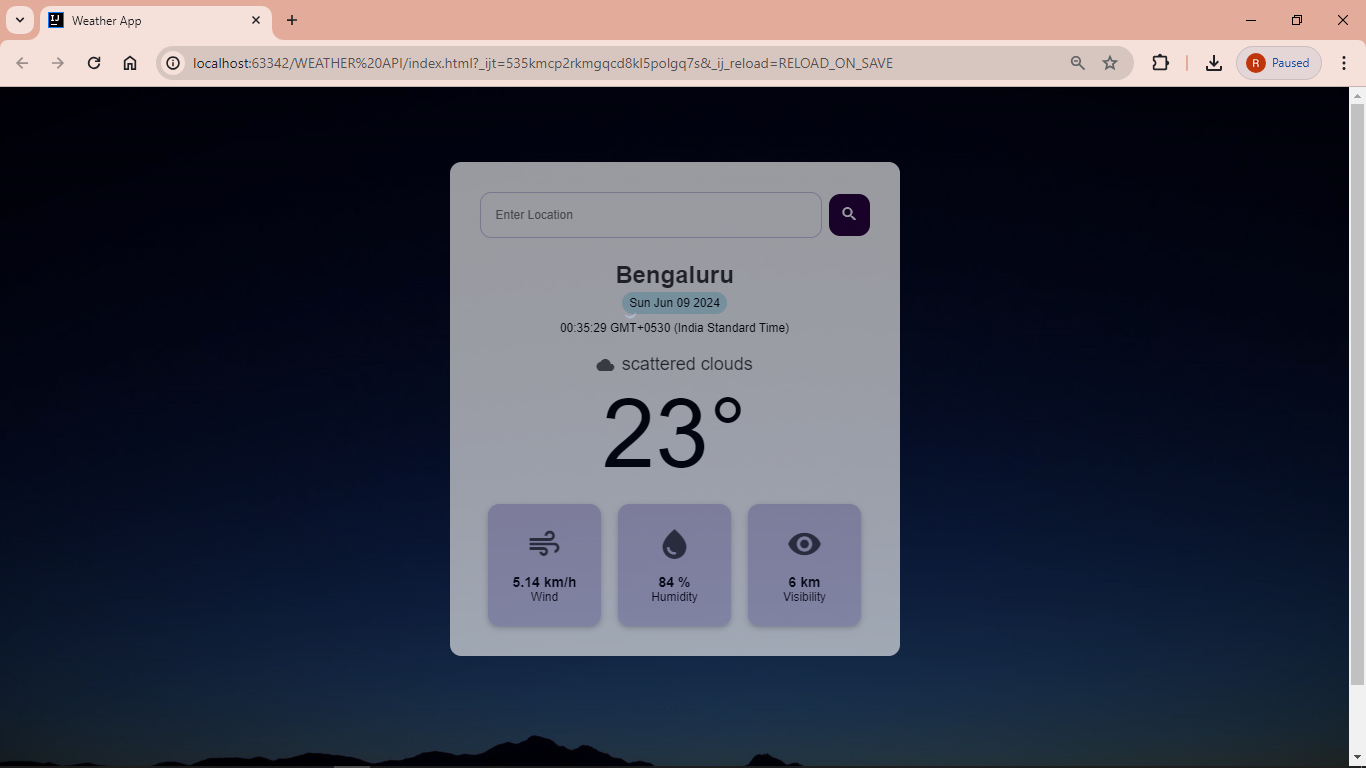 Weather App
localhost:63342/WEATHER%20API/index.html?_ijt=535kmcp2rkmgqcd8kl5polgq7s&_ij_reload=RELOAD_ON_SAVE
R Paused
Enter Location
Bengaluru
Sun Jun 09 2024
00:35:29 GMT+0530 (India Standard Time)
scattered clouds
23°
5.14 km/h 84 % 6 km
Wind Humidity Visibility